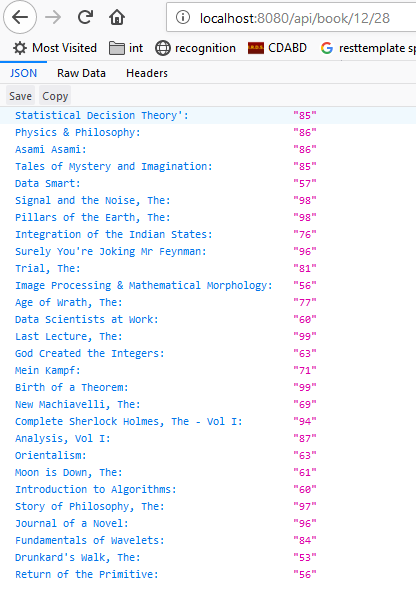 localhost:8080/api/book/12/28
Most Visited int recognition CDABD resttemplate sp
JSON Raw Data Headers
Save Copy
Statistical Decision Theory': "85"
Physics & Philosophy: "86"
Asami Asami: "86"
Tales of Mystery and Imagination: "85"
Data Smart: "57"
Signal and the Noise, The: "98"
Pillars of the Earth, The: "98"
Integration of the Indian States: "76"
Surely You're Joking Mr Feynman: "96"
Trial, The: "81"
Image Processing & Mathematical Morphology: "56"
Age of Wrath, The: "77"
Data Scientists at Work: "60"
Last Lecture, The: "99"
God Created the Integers: "63"
Mein Kampf: "71"
Birth of a Theorem: "99"
New Machiavelli, The: "69"
Complete Sherlock Holmes, The - Vol I: "94"
Analysis, Vol I: "87"
Orientalism: "63"
Moon is Down, The: "61"
Introduction to Algorithms: "60"
Story of Philosophy, The: "97"
Journal of a Novel: "96"
Fundamentals of Wavelets: "84"
Drunkard's Walk, The: "53"
Return of the Primitive: "56"